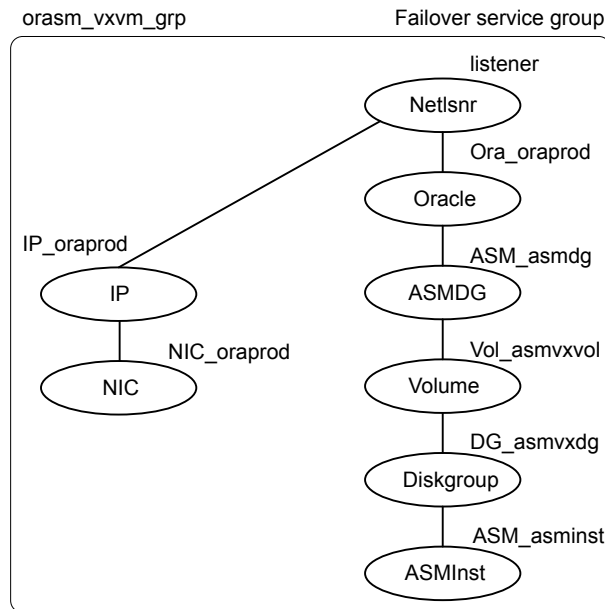 orasm_vxvm_grp
Failover service group
listener
Netlsnr
Ora_oraprod
Oracle
IP_oraprod
ASM_asmdg
IP
ASMDG
NIC_oraprod
Vol_asmvxvol
NIC
Volume
DG_asmvxdg
Diskgroup
ASM_asminst
ASMInst